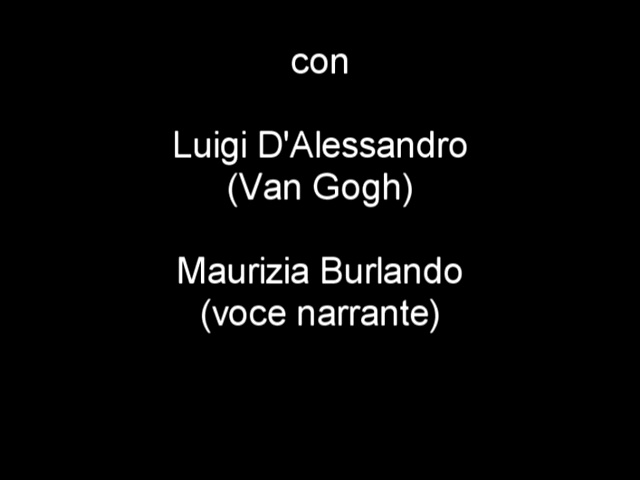 con
Luigi D'Alessandro
(Van Gogh)
Maurizia Burlando
(voce narrante)